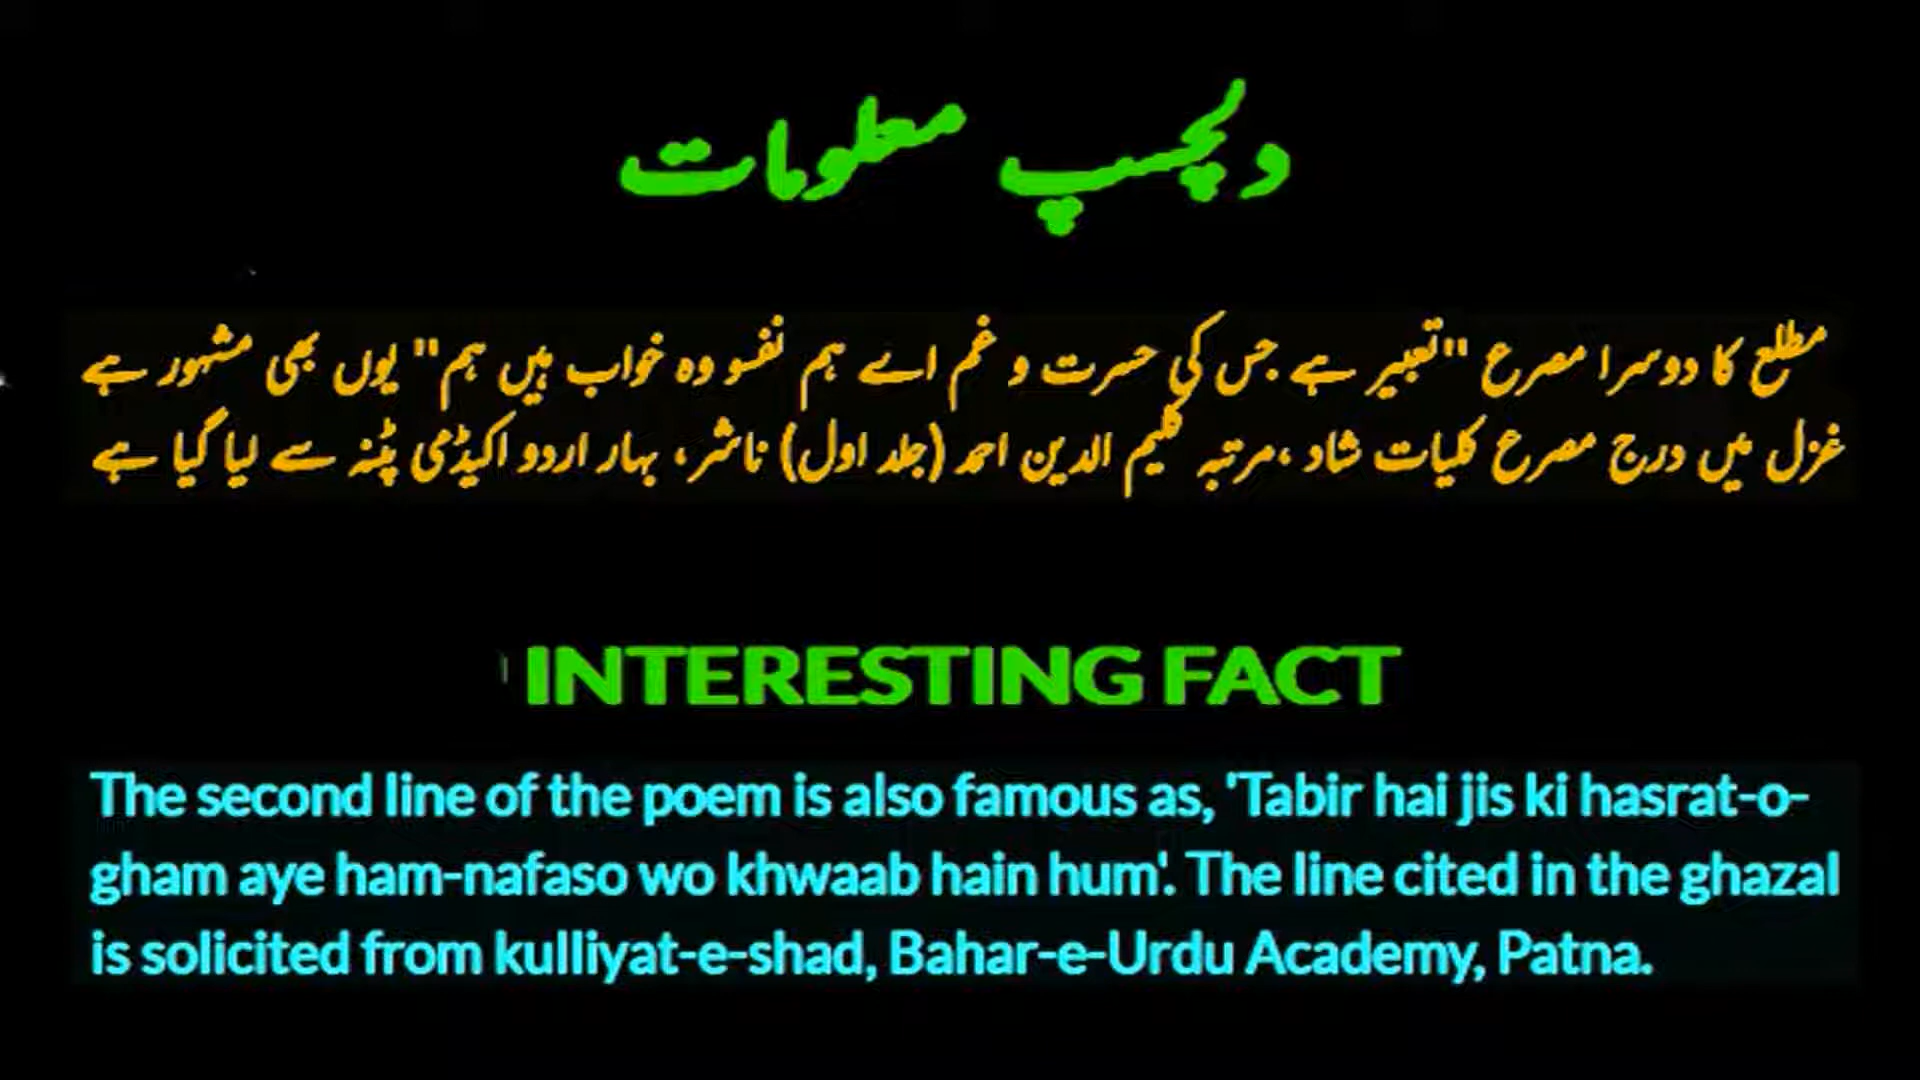 دلچسپ معلومات
مطلع کا دوسرا مصرع "تعبیر ہے جس کی حسرت و غم اے ہم نفسو وہ خواب ہیں ہم" یوں بھی مشہور ہے
غزل میں درج مصرع کلیات شاد ،مرتبہ کلیم الدین احمد (جلد اول) ناشر، بہار اردو اکیڈمی پٹنہ سے لیا گیا ہے
INTERESTING FACT
The second line of the poem is also famous as, 'Tabir hai jis ki hasrat-o-
gham aye ham-nafaso wo khwaab hain hum'. The line cited in the ghazal
is solicited from kulliyat-e-shad, Bahar-e-Urdu Academy, Patna.